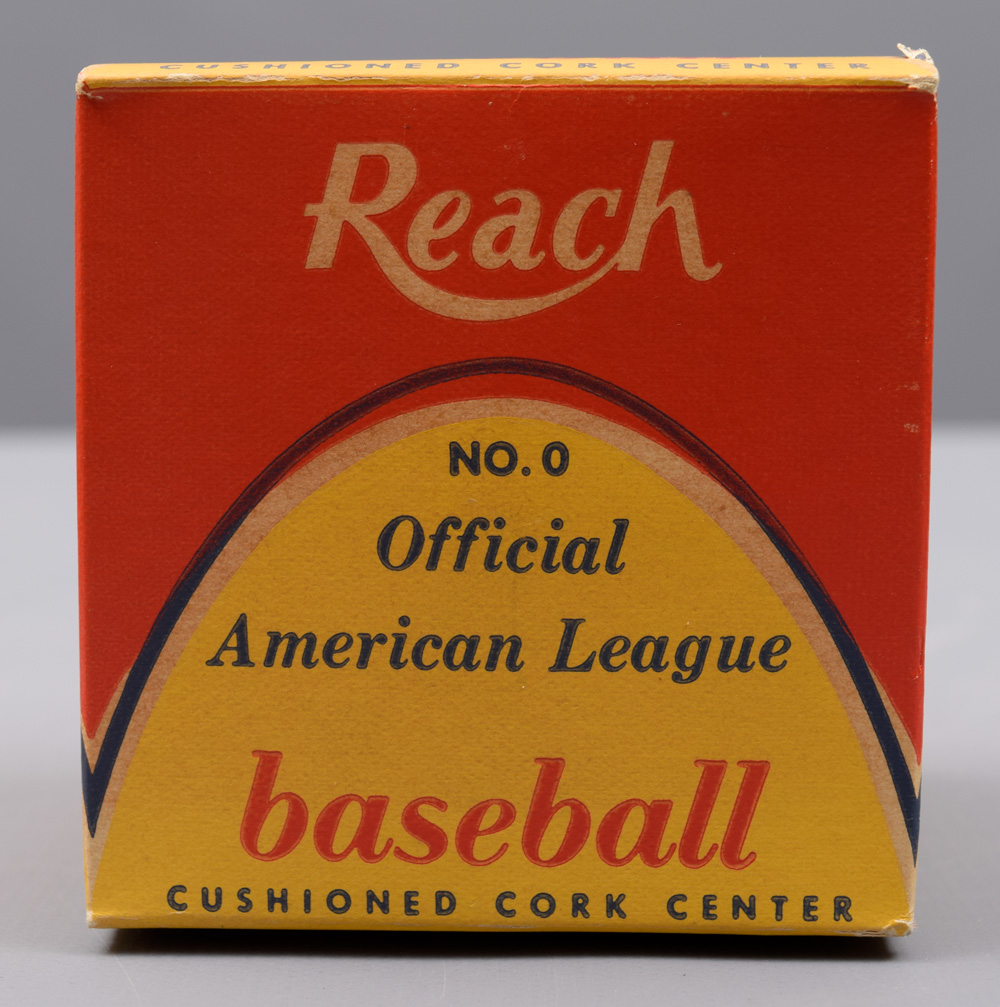 CUSHIONED CORK CENTER
Reach
NO. 0
Official
American League
baseball
CUSHIONED CORK CENTER